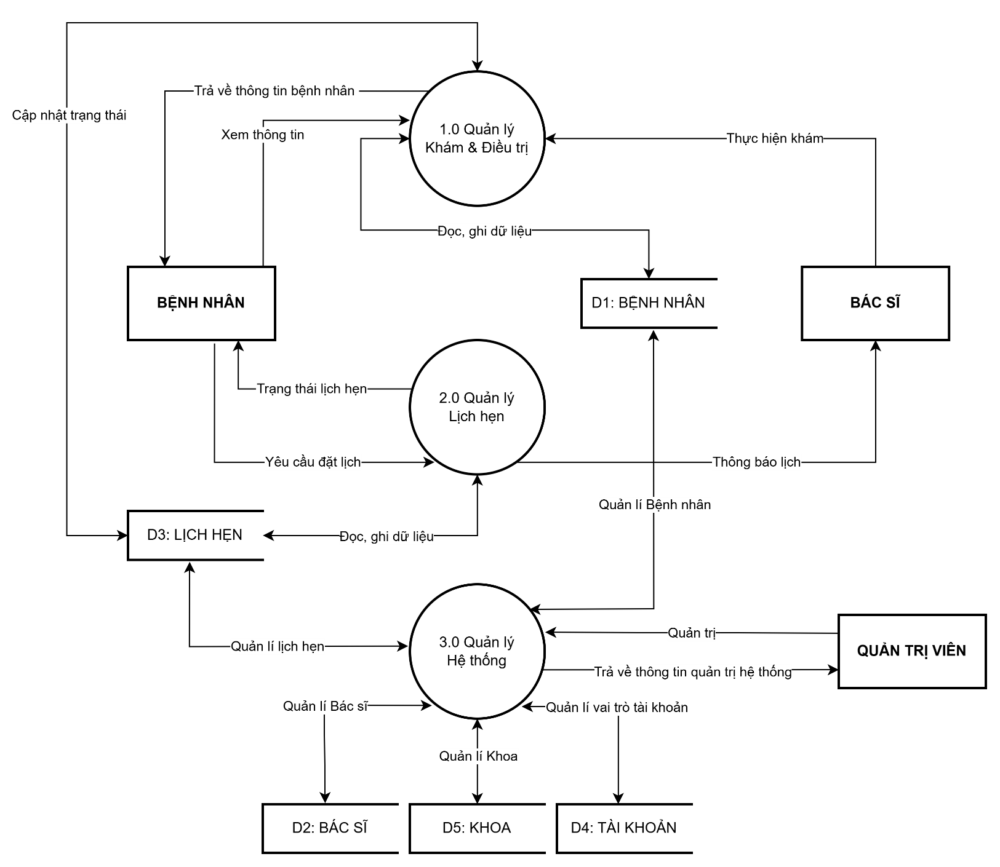 Trả về thông tin bệnh nhân
Cập nhật trạng thái
Xem thông tin
1.0 Quản lý
Khám & Điều trị
Thực hiện khám
Đọc, ghi dữ liệu
BỆNH NHÂN
D1: BỆNH NHÂN
BÁC SĨ
Trạng thái lịch hẹn
2.0 Quản lý
Lịch hẹn
Yêu cầu đặt lịch
Thông báo lịch
Quản lí Bệnh nhân
D3: LỊCH HẸN
Đọc, ghi dữ liệu
Quản lí lịch hẹn
3.0 Quản lý
Hệ thống
Quản trị
QUẢN TRỊ VIÊN
Trả về thông tin quản trị hệ thống
Quản lí Bác sĩ
Quản lí vai trò tài khoản
Quản lí Khoa
D2: BÁC SĨ
D5: KHOA
D4: TÀI KHOẢN